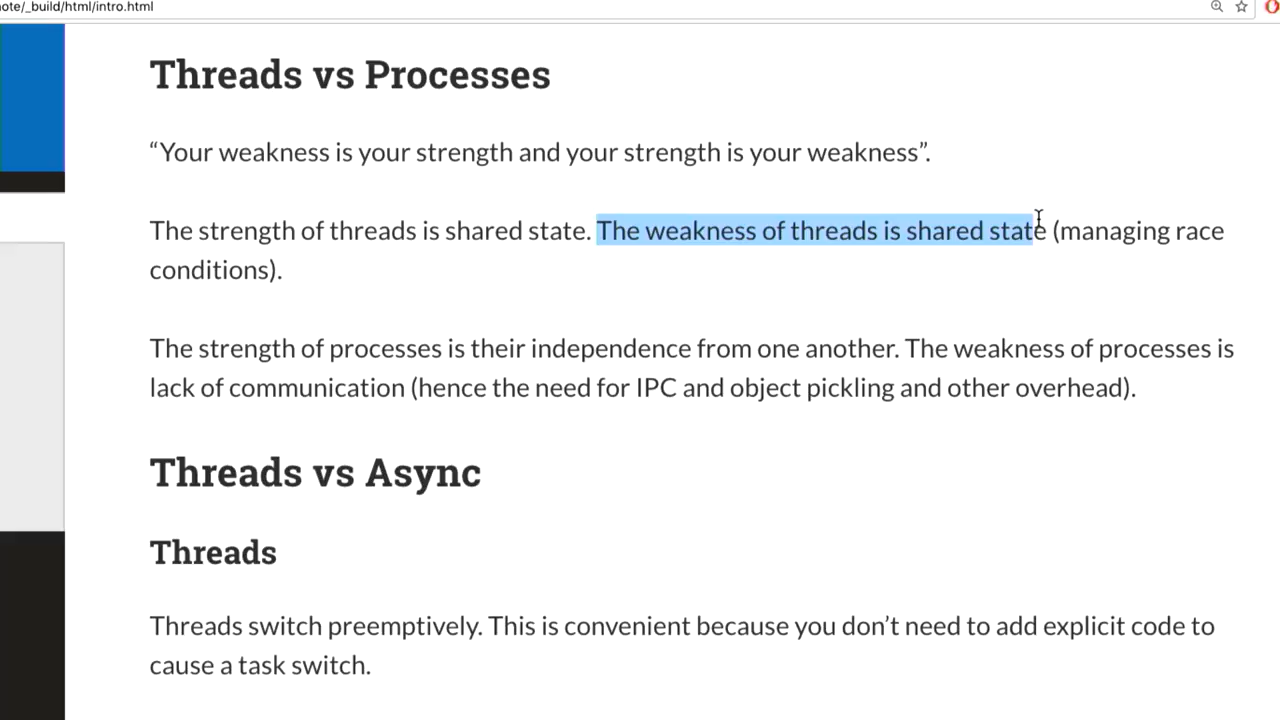 ote/_build/html/intro.html
Threads vs Processes
“Your weakness is your strength and your strength is your weakness”.
The strength of threads is shared state. The weakness of threads is shared state (managing race
conditions).
The strength of processes is their independence from one another. The weakness of processes is
lack of communication (hence the need for IPC and object pickling and other overhead).
Threads vs Async
Threads
Threads switch preemptively. This is convenient because you don’t need to add explicit code to
cause a task switch.